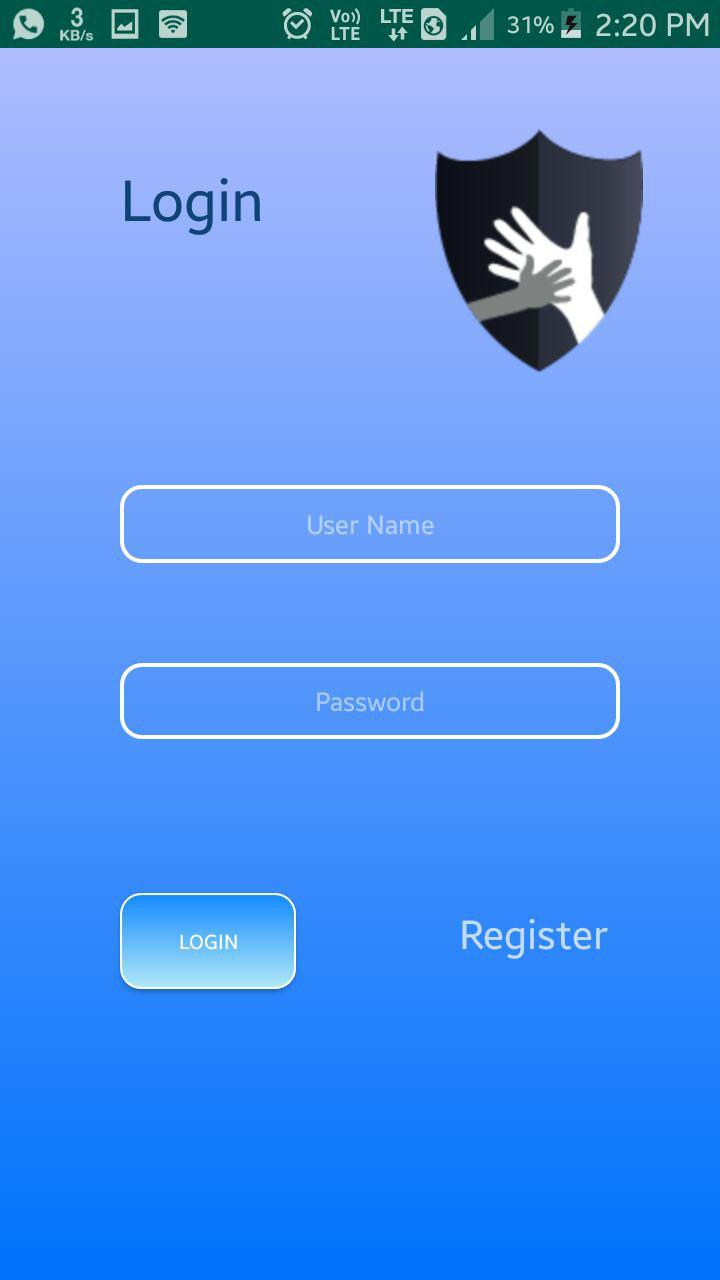 3
KB/s
Vo))
LTE
LTE
31%
2:20 PM
Login
User Name
Password
LOGIN
Register